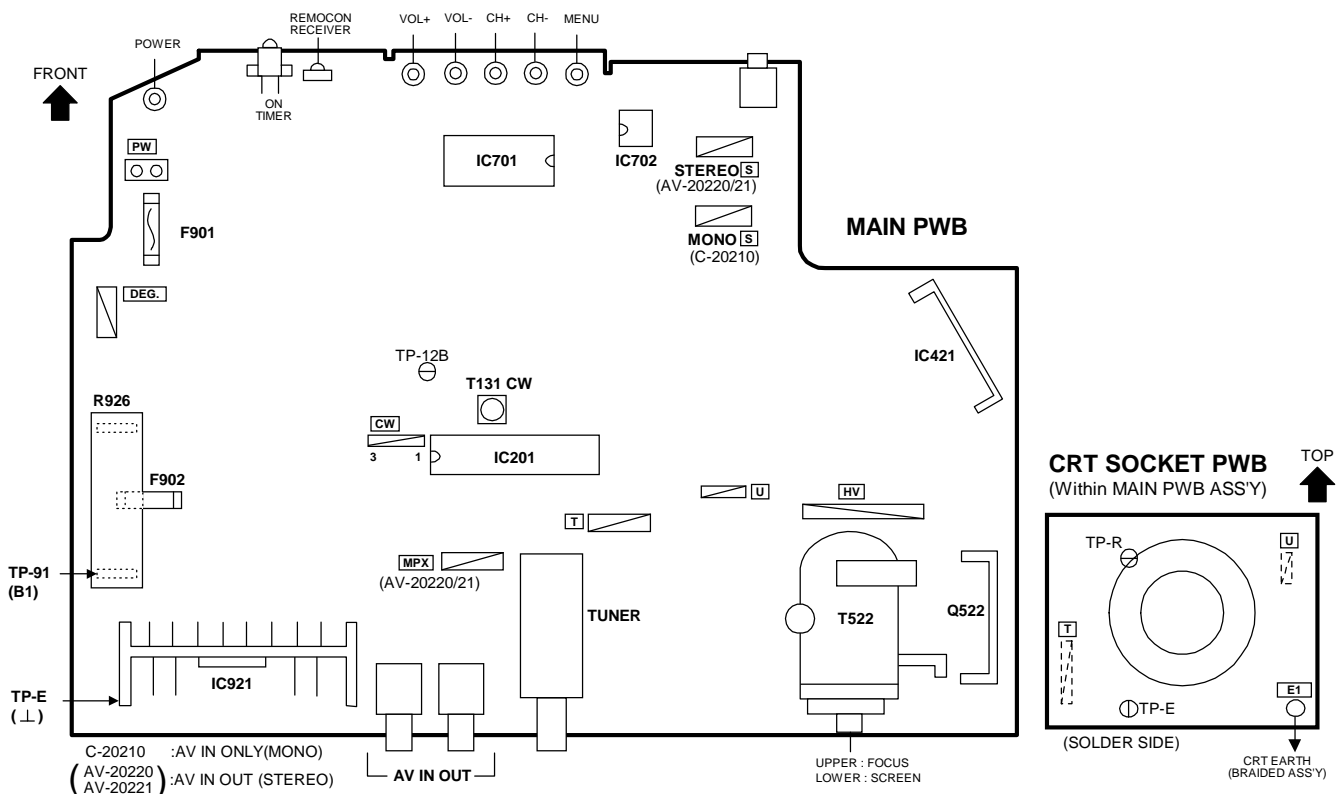 REMOCON
RECEIVER
VOL+
VOL-
CH+
CH-
MENU
POWER
FRONT
ON
TIMER
PW
IC701
IC702
STEREO S
(AV-20220/21)
F901
MONO S
(C-20210)
MAIN PWB
DEG.
IC421
TP-12B
T131 CW
R926
CW
3 1
IC201
F902
CRT SOCKET PWB
(Within MAIN PWB ASS'Y)
TOP
U
HV
T
TP-R
U
MPX
(AV-20220/21)
TP-91
(B1)
TUNER
T522
Q522
T
IC921
TP-E
(⊥)
E1
TP-E
(SOLDER SIDE)
C-20210 :AV IN ONLY(MONO)
(AV-20220
AV-20221) :AV IN OUT (STEREO)
AV IN OUT
UPPER : FOCUS
LOWER : SCREEN
CRT EARTH
(BRAIDED ASS'Y)